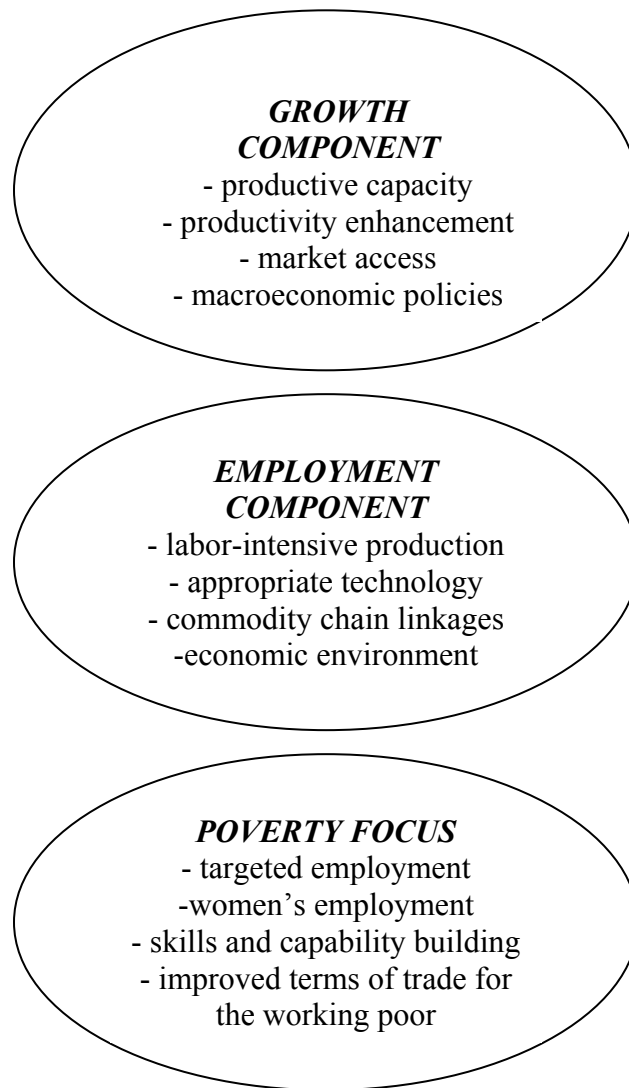 GROWTH
COMPONENT
- productive capacity
- productivity enhancement
- market access
- macroeconomic policies
EMPLOYMENT
COMPONENT
- labor-intensive production
- appropriate technology
- commodity chain linkages
-economic environment
POVERTY FOCUS
- targeted employment
-women’s employment
- skills and capability building
- improved terms of trade for
the working poor